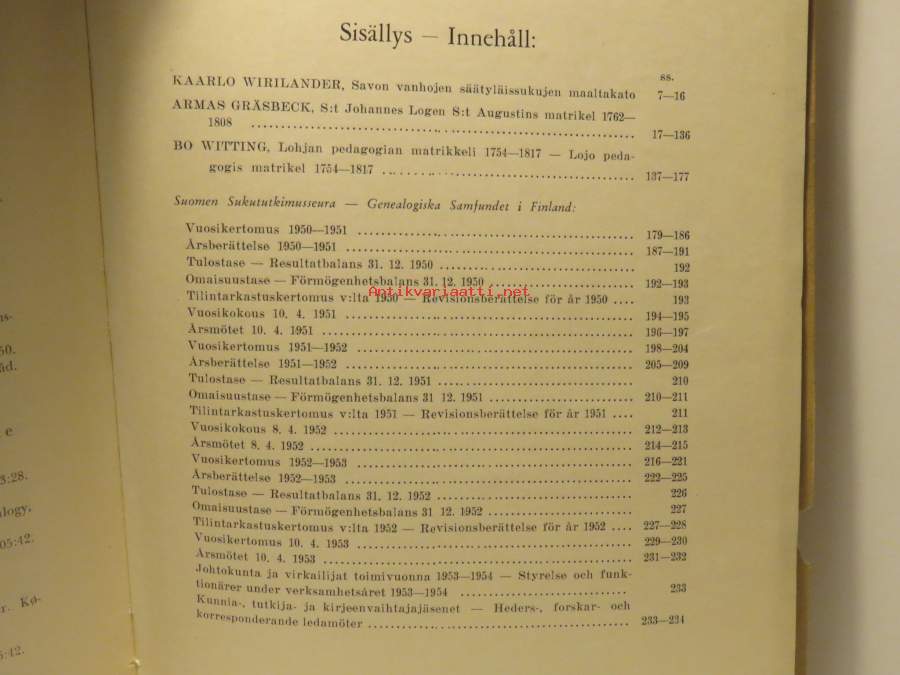 Sisällys — Innehåll:
ss.
KAARLO WIRILANDER, Savon vanhojen säätyläissukujen maaltakato 7—16
ARMAS GRÄSBECK, S:t Johannes Logen S:t Augustins matrikel 1762—
1808 17—136
BO WITTING, Lohjan pedagogian matrikkeli 1754—1817 — Lojo peda-
gogis matrikel 1754—1817 137—177
Suomen Sukututkimusseura — Genealogiska Samfundet i Finland:
Vuosikertomus 1950—1951 179—186
Årsberättelse 1950—1951 187—191
Tulostase — Resultatbalans 31. 12. 1950 192
Omaisuustase — Förmögenhetsbalans 31. 12. 1950 192—193
Antikvariaatti.net
Tilintarkastuskertomus v:lta 1950 — Revisionsberättelse för år 1950 193
Vuosikokous 10. 4. 1951 194—195
Årsmötet 10. 4. 1951 196—197
Vuosikertomus 1951—1952 198—204
Årsberättelse 1951—1952 205—209
Tulostase — Resultatbalans 31. 12. 1951 210
Omaisuustase — Förmögenhetsbalans 31 12. 1951 210—211
Tilintarkastuskertomus v:lta 1951 — Revisionsberättelse för år 1951 211
Vuosikokous 8. 4. 1952 212—213
Årsmötet 8. 4. 1952 214—215
Vuosikertomus 1952—1953 216—221
Årsberättelse 1952—1953 222—225
Tulostase — Resultatbalans 31. 12. 1952 226
Omaisuustase — Förmögenhetsbalans 31. 12. 1952 227
Tilintarkastuskertomus v:lta 1952 — Revisionsberättelse för år 1952 227—228
Vuosikertomus 10. 4. 1953 229—230
Årsmötet 10. 4. 1953 231—232
Johtokunta ja virkailijat toimivuonna 1953—1954 — Styrelse och funk-
tionärer under verksamhetsåret 1953—1954 233
Kunnia-, tutkija- ja kirjeenvaihtajajäsenet — Heders-, forskar- och
korresponderande ledamöter 233—234
50.
åd.
e
3:28.
alogy,
05:42.
r. Kø-
5:42.